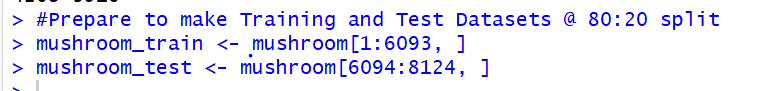 > #Prepare to make Training and Test Datasets @ 80:20 split
> mushroom_train <- mushroom[1:6093, ]
> mushroom_test <- mushroom[6094:8124, ]
>